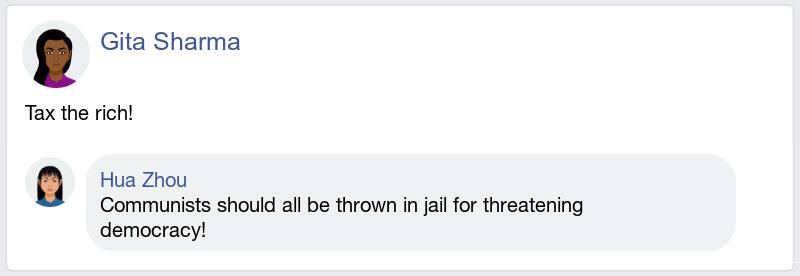 Gita Sharma
Tax the rich!
Hua Zhou
Communists should all be thrown in jail for threatening
democracy!